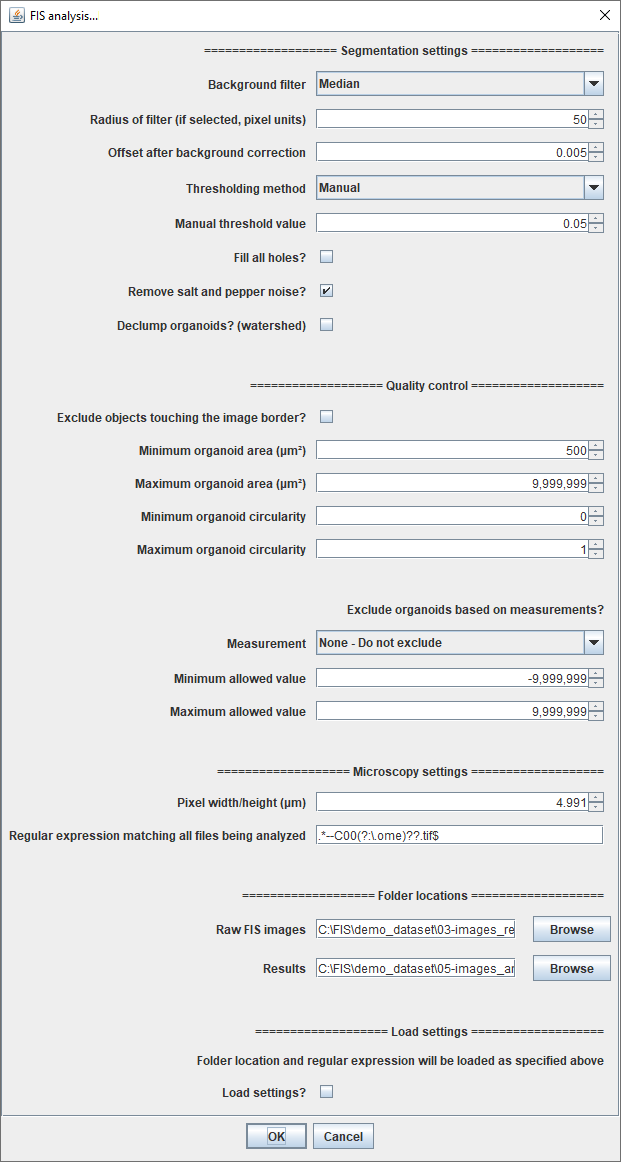 FIS analysis...
=================== Segmentation settings ===================
Background filter Median
Radius of filter (if selected, pixel units) 50
Offset after background correction 0.005
Thresholding method Manual
Manual threshold value 0.05
Fill all holes?
Remove salt and pepper noise?
Declump organoids? (watershed)
=================== Quality control ===================
Exclude objects touching the image border?
Minimum organoid area (µm²) 500
Maximum organoid area (µm²) 9,999,999
Minimum organoid circularity 0
Maximum organoid circularity 1
Exclude organoids based on measurements?
Measurement None - Do not exclude
Minimum allowed value -9,999,999
Maximum allowed value 9,999,999
=================== Microscopy settings ===================
Pixel width/height (µm) 4.991
Regular expression matching all files being analyzed .*--C00(?:\.ome)??.tif$
=================== Folder locations ===================
Raw FIS images C:\FIS\demo_dataset\03-images_re Browse
Results C:\FIS\demo_dataset\05-images_an Browse
=================== Load settings ===================
Folder location and regular expression will be loaded as specified above
Load settings?
OK Cancel